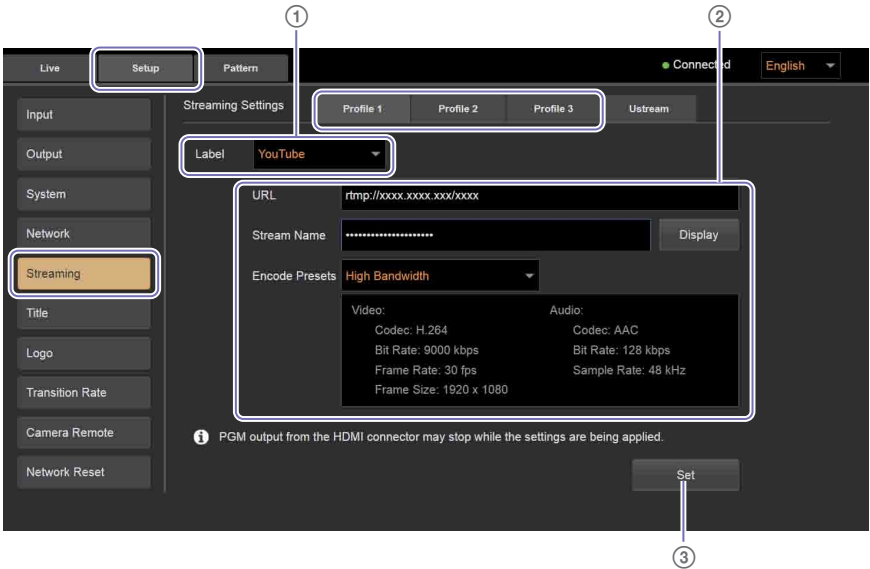 ① ②
Live Setup Pattern Connected English
Streaming Settings Profile 1 Profile 2 Profile 3 Ustream
Input
Output
System
Network
Streaming
Title
Logo
Transition Rate
Camera Remote
Network Reset
Label YouTube
URL rtmp://xxxx.xxxx.xxx/xxxx
Stream Name ••••••••••••••••••••• Display
Encode Presets High Bandwidth
Video:
Codec: H.264
Bit Rate: 9000 kbps
Frame Rate: 30 fps
Frame Size: 1920 x 1080
Audio:
Codec: AAC
Bit Rate: 128 kbps
Sample Rate: 48 kHz
PGM output from the HDMI connector may stop while the settings are being applied.
Set
③